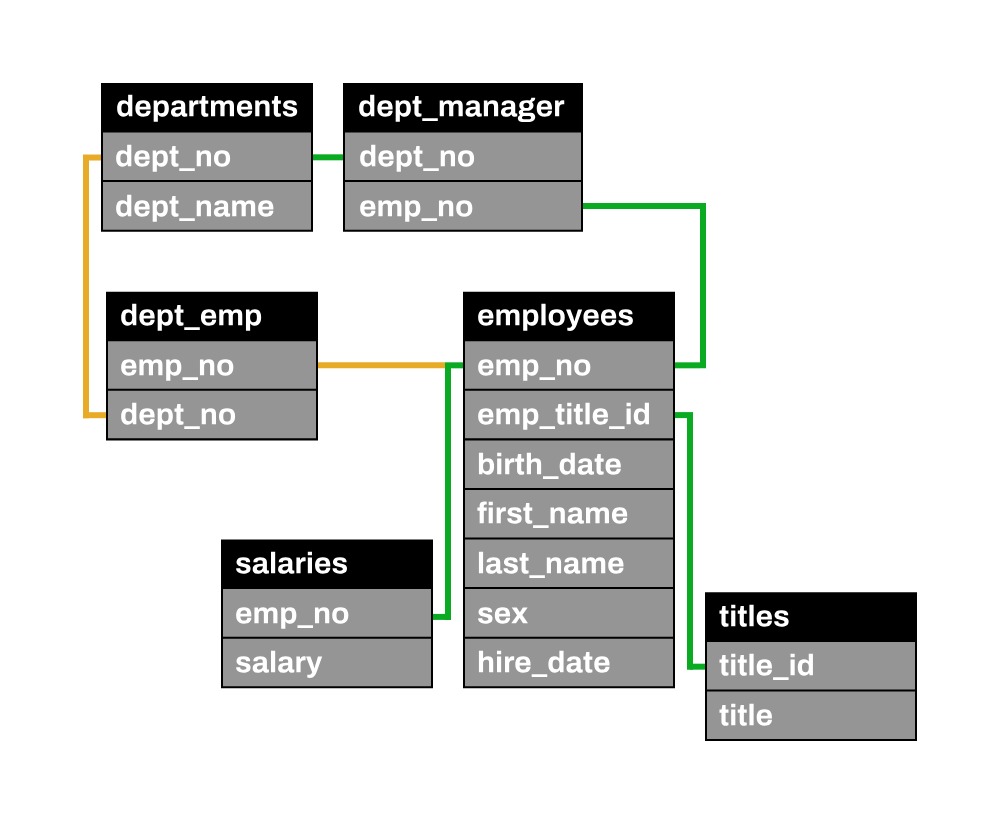 departments
dept_no
dept_name
dept_manager
dept_no
emp_no
dept_emp
emp_no
dept_no
employees
emp_no
emp_title_id
birth_date
first_name
last_name
sex
hire_date
salaries
emp_no
salary
titles
title_id
title